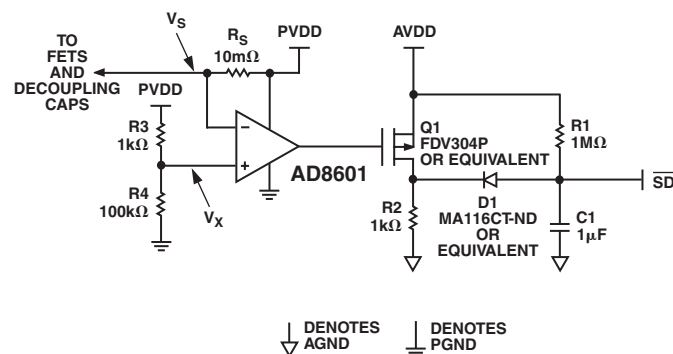 V_S
TO
FETS
AND
DECOUPLING
CAPS
R_S
10mΩ
PVDD
AVDD
PVDD
R3
1kΩ
R4
100kΩ
V_X
−
+
AD8601
Q1
FDV304P
OR EQUIVALENT
R1
1MΩ
S̅D̅
R2
1kΩ
D1
MA116CT-ND
OR
EQUIVALENT
C1
1μF
DENOTES
AGND
DENOTES
PGND